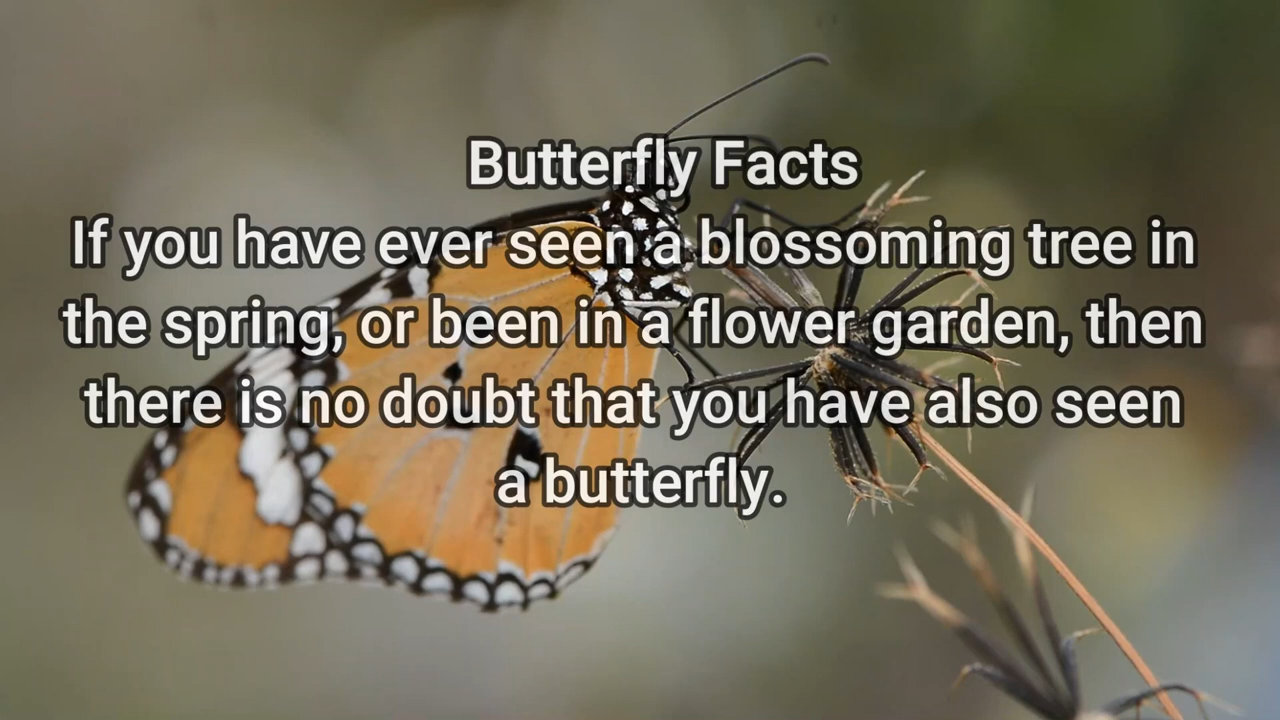 Butterfly Facts
If you have ever seen a blossoming tree in
the spring, or been in a flower garden, then
there is no doubt that you have also seen
a butterfly.